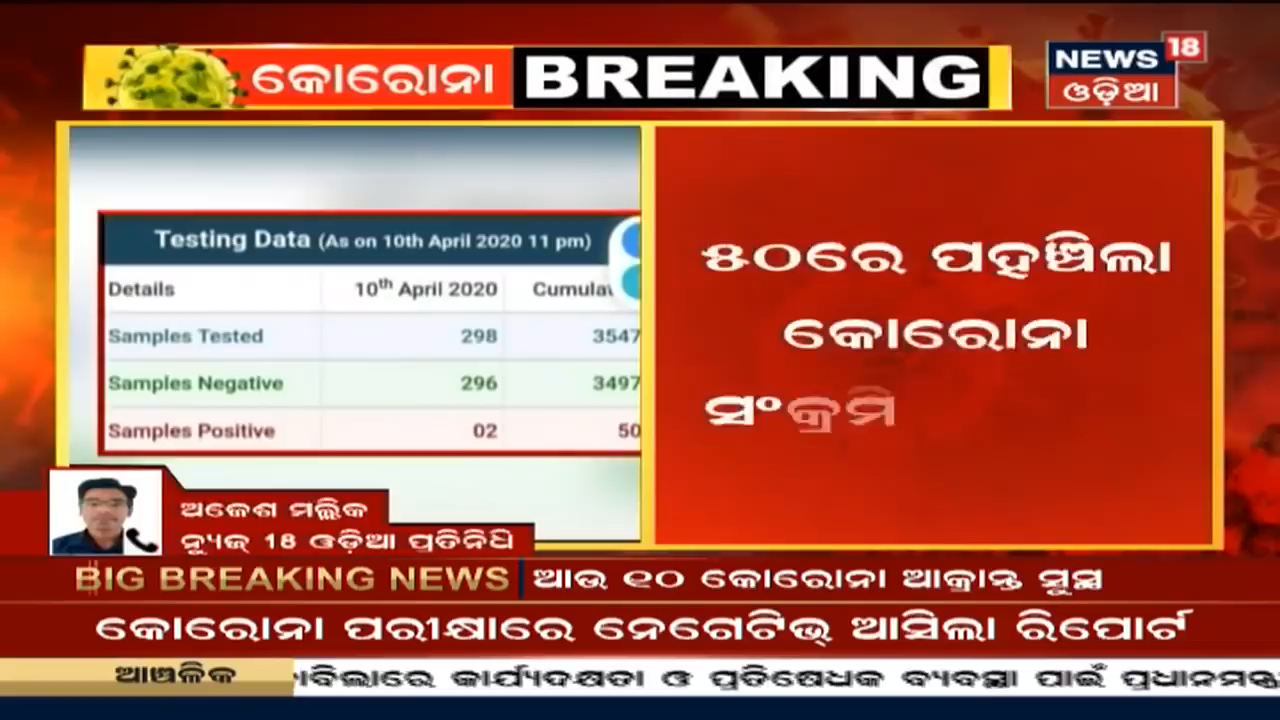 କୋରୋନା BREAKING
NEWS 18
ଓଡ଼ିଆ
Testing Data (As on 10th April 2020 11 pm)
Details 10th April 2020
Samples Tested 298 3547
Samples Negative 296 3497
Samples Positive 02 50
୫୦ରେ ପହଞ୍ଚିଲା
କୋରୋନା
ସଂକ୍ରମି
ଅଜେଶ ମଲ୍ଲିକ
ନ୍ୟୁଜ୍ 18 ଓଡ଼ିଆ ପ୍ରତିନିଧି
BIG BREAKING NEWS ଆଉ ୧୦ କୋରୋନା ଆକ୍ରାନ୍ତ ସୁସ୍ଥ
କୋରୋନା ପରୀକ୍ଷାରେ ନେଗେଟିଭ୍ ଆସିଲା ରିପୋର୍ଟ
ଆଞ୍ଚଳିକ କାର୍ଯ୍ୟଦକ୍ଷତା ଓ ପ୍ରତିଷେଧକ ବ୍ୟବସ୍ଥା ପାଇଁ